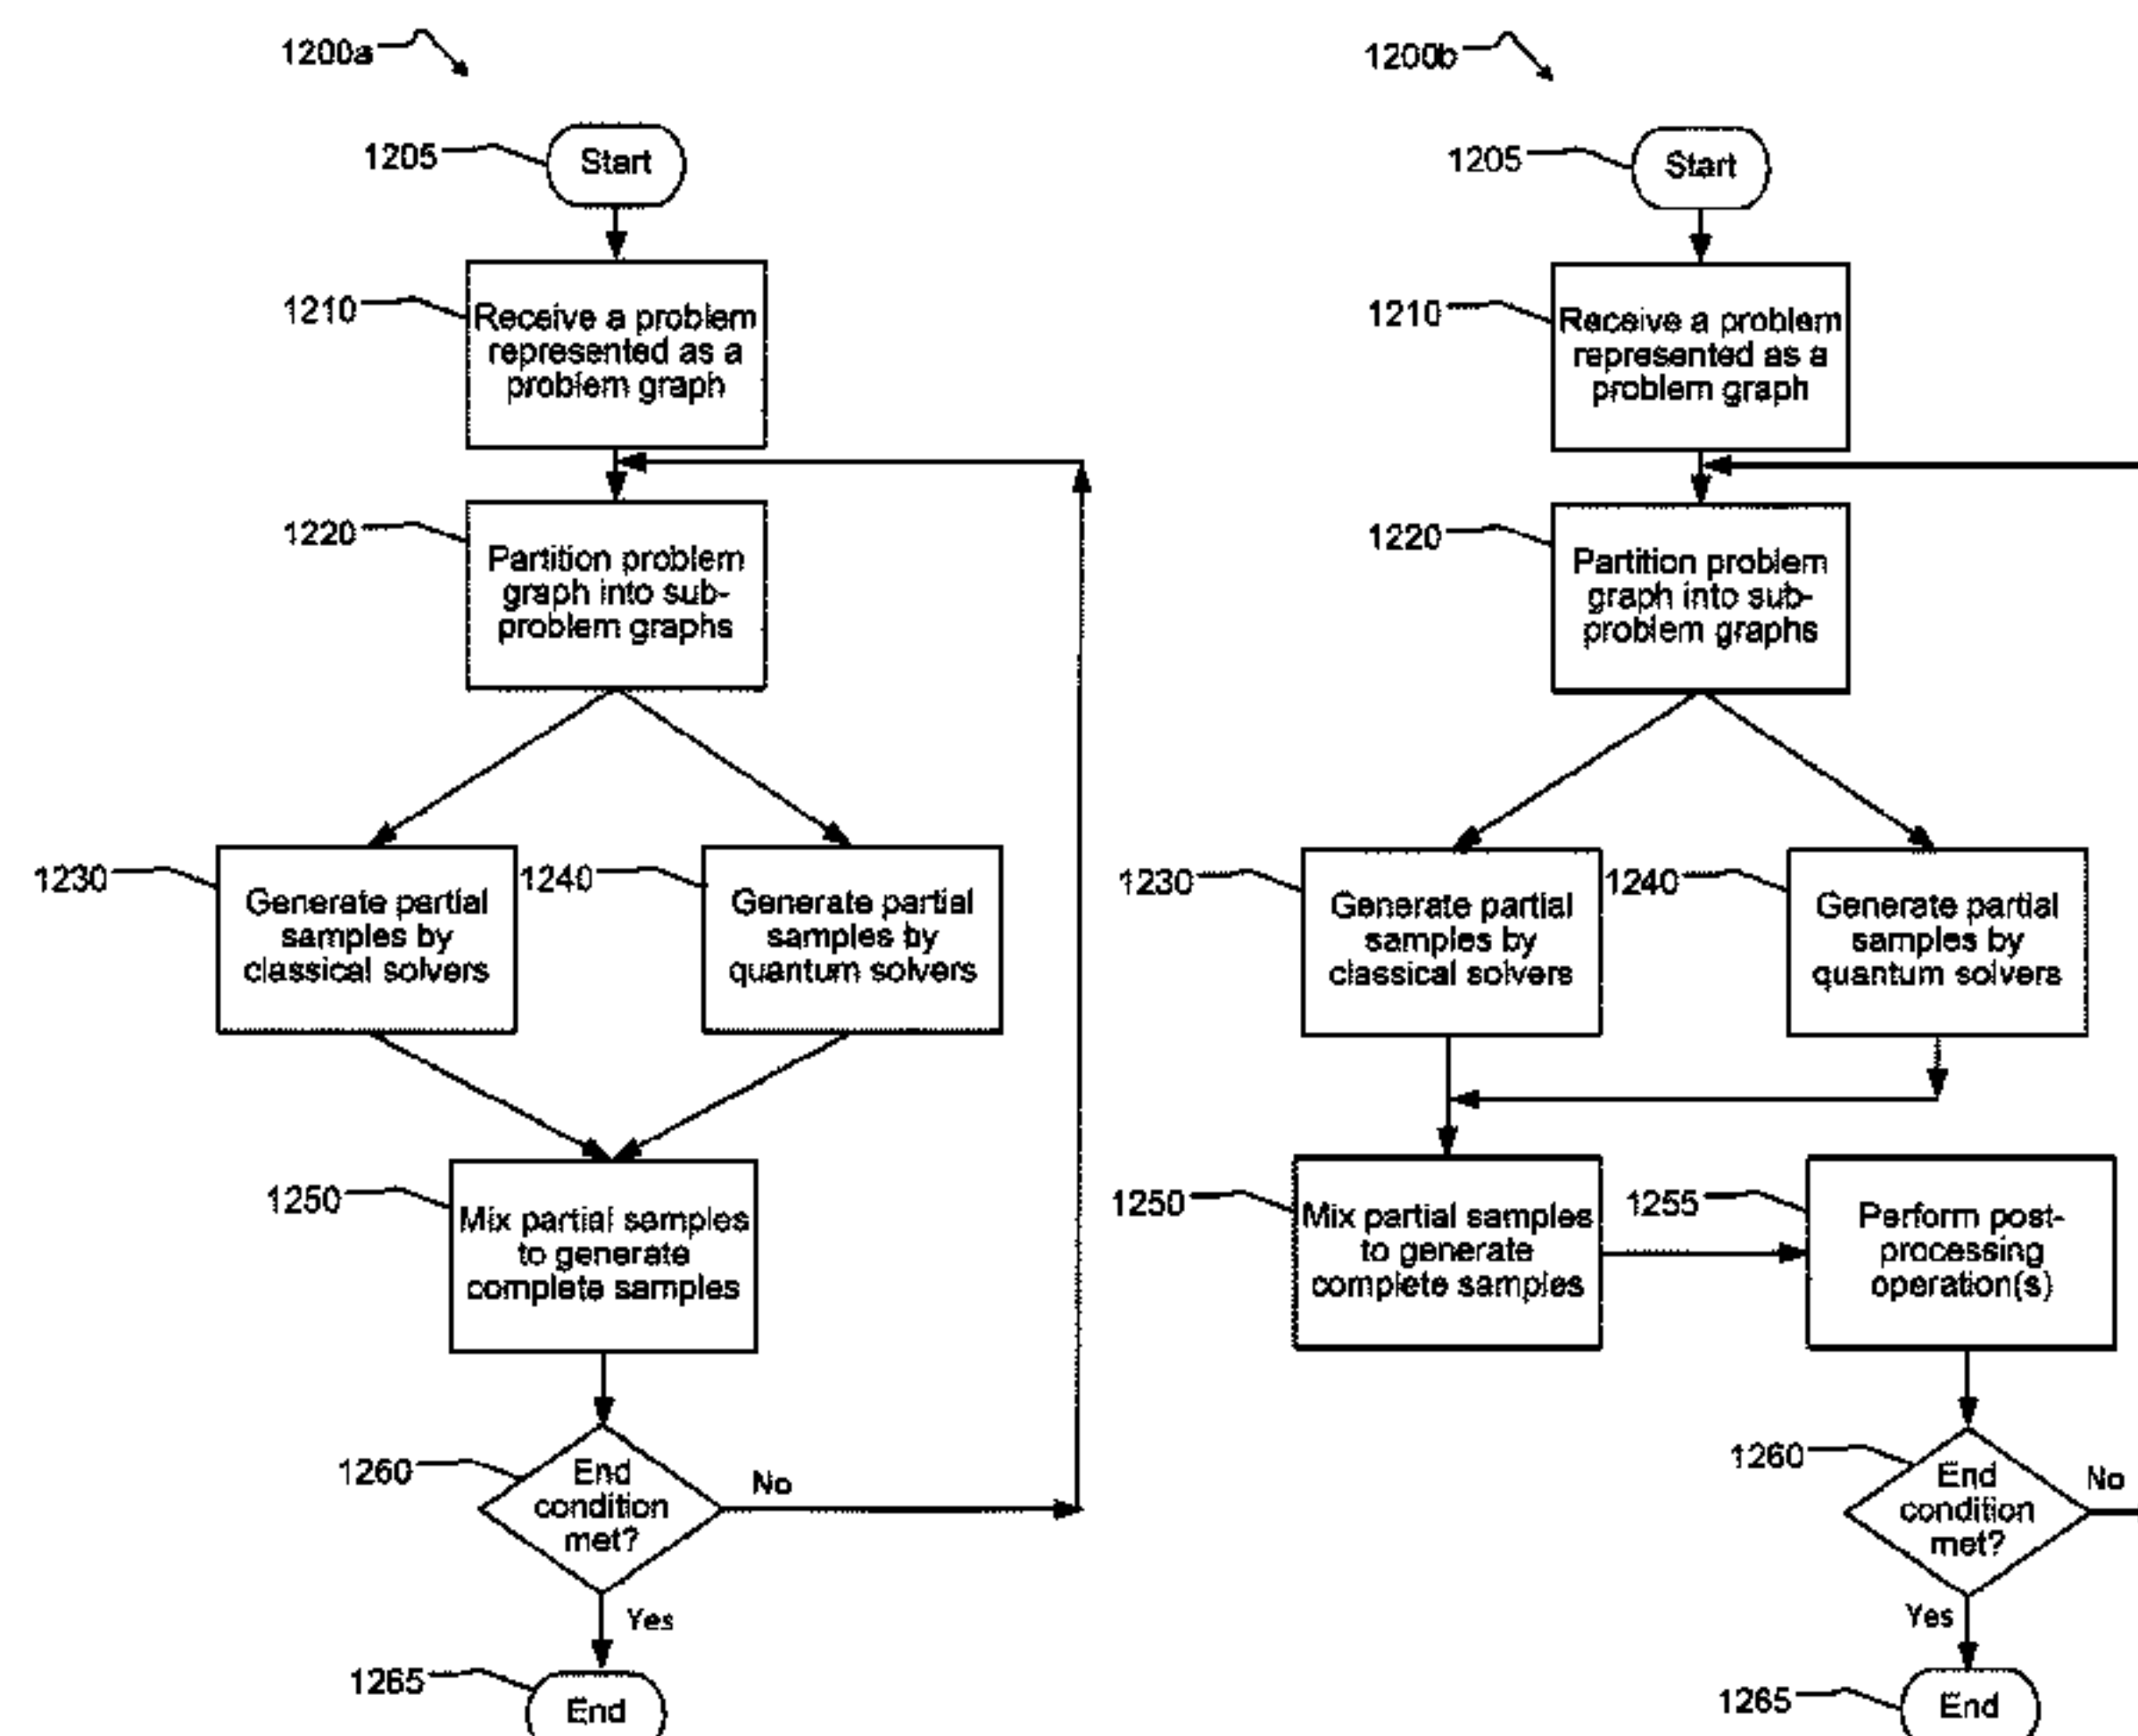 1200a
1205
Start
1210
Receive a problem
represented as a
problem graph
1220
Partition problem
graph into sub-
problem graphs
1230
Generate partial
samples by
classical solvers
1240
Generate partial
samples by
quantum solvers
1250
Mix partial samples
to generate
complete samples
1260
End
condition
met?
No
Yes
1265
End
1200b
1205
Start
1210
Receive a problem
represented as a
problem graph
1220
Partition problem
graph into sub-
problem graphs
1230
Generate partial
samples by
classical solvers
1240
Generate partial
samples by
quantum solvers
1250
Mix partial samples
to generate
complete samples
1255
Perform post-
processing
operation(s)
1260
End
condition
met?
No
Yes
1265
End